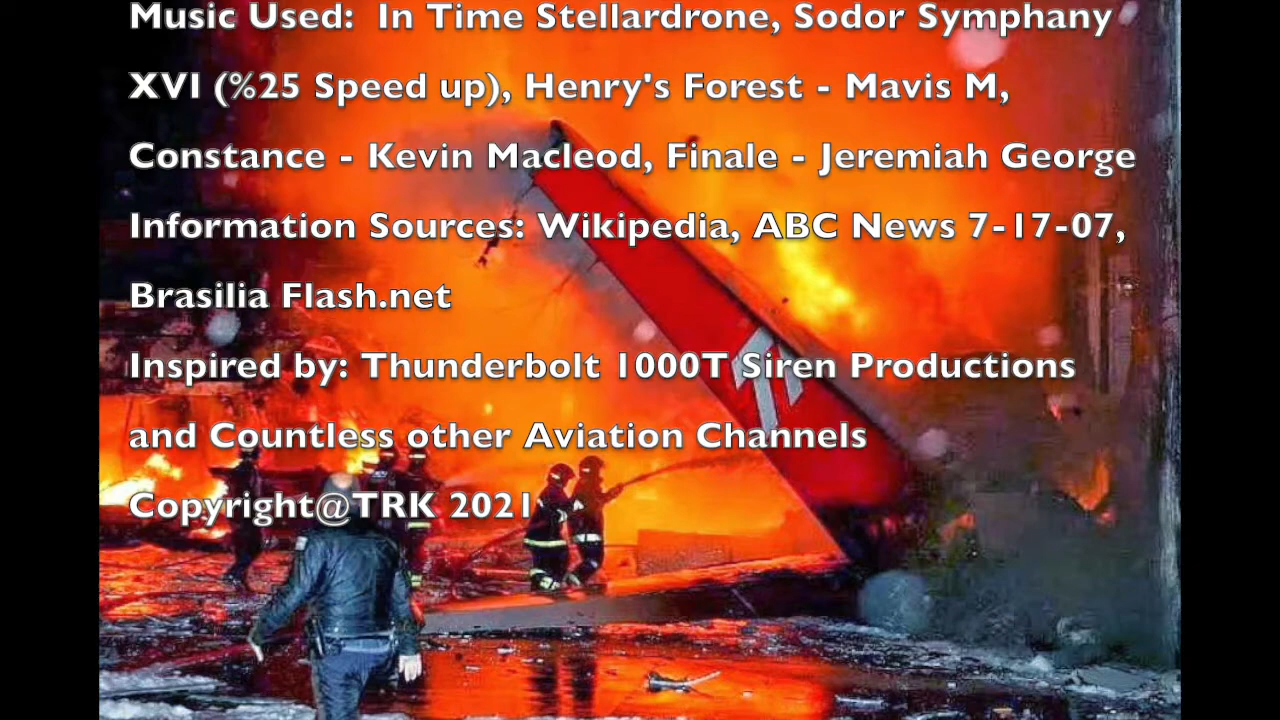 Music Used:  In Time Stellardrone, Sodor Symphany
XVI (%25 Speed up), Henry's Forest - Mavis M,
Constance - Kevin Macleod, Finale - Jeremiah George
Information Sources: Wikipedia, ABC News 7-17-07,
Brasilia Flash.net
Inspired by: Thunderbolt 1000T Siren Productions
and Countless other Aviation Channels
Copyright@TRK 2021